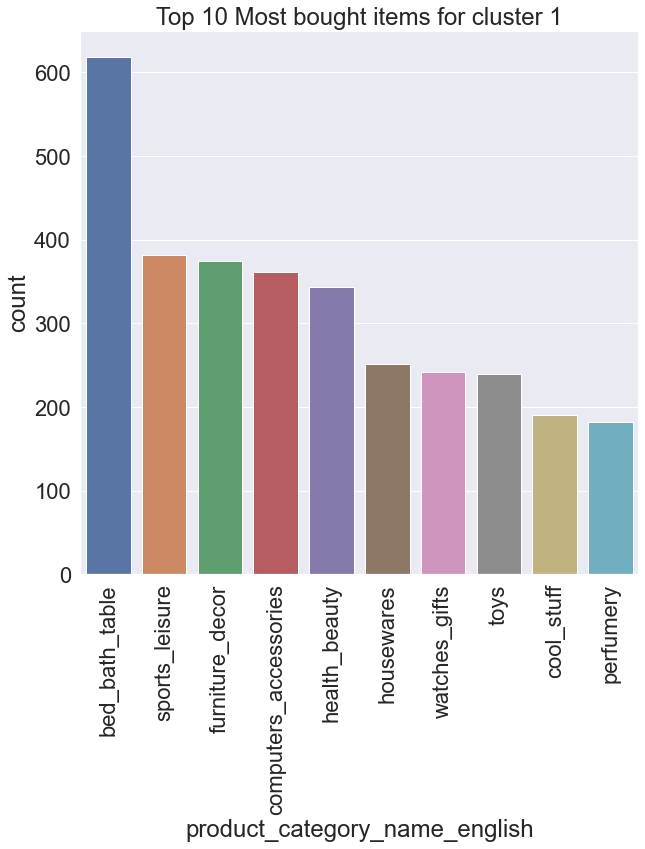 Top 10 Most bought items for cluster 1
count
600
500
400
300
200
100
0
bed_bath_table
sports_leisure
furniture_decor
computers_accessories
health_beauty
housewares
watches_gifts
toys
cool_stuff
perfumery
product_category_name_english